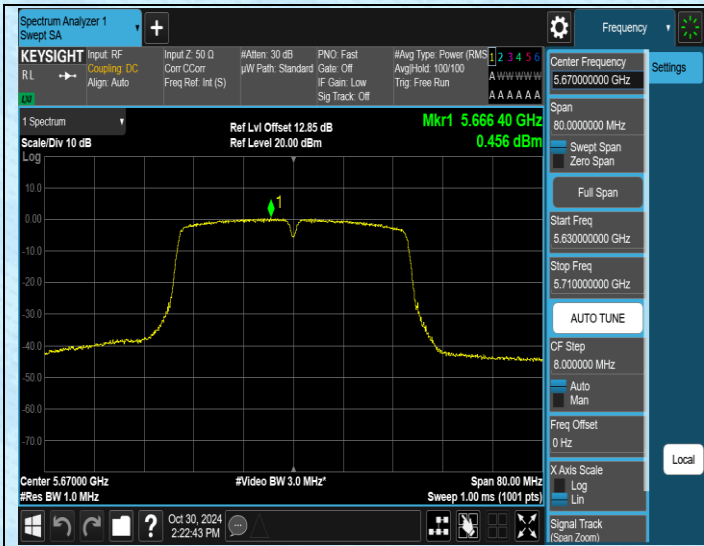 Spectrum Analyzer 1
Swept SA
+
Frequency
KEYSIGHT
RL
LXI
Input: RF
Coupling: DC
Align: Auto
Input Z: 50 Ω
Corr CCorr
Freq Ref: Int (S)
#Atten: 30 dB
µW Path: Standard
PNO: Fast
Gate: Off
IF Gain: Low
Sig Track: Off
#Avg Type: Power (RMS
Avg|Hold: 100/100
Trig: Free Run
1 2 3 4 5 6
A W W W W W
A A A A A A
1 Spectrum
Scale/Div 10 dB
Log
Ref Lvl Offset 12.85 dB
Ref Level 20.00 dBm
Mkr1 5.666 40 GHz
0.456 dBm
10.0
0.00
-10.0
-20.0
-30.0
-40.0
-50.0
-60.0
-70.0
1
Center 5.67000 GHz
#Res BW 1.0 MHz
#Video BW 3.0 MHz*
Span 80.00 MHz
Sweep 1.00 ms (1001 pts)
Center Frequency
5.670000000 GHz
Span
80.0000000 MHz
Swept Span
Zero Span
Full Span
Start Freq
5.630000000 GHz
Stop Freq
5.710000000 GHz
AUTO TUNE
CF Step
8.000000 MHz
Auto
Man
Freq Offset
0 Hz
X Axis Scale
Log
Lin
Signal Track
(Span Zoom)
Settings
Local
?
Oct 30, 2024
2:22:43 PM